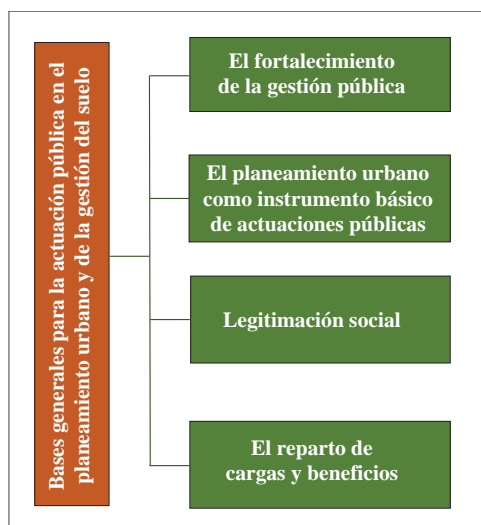 Bases generales para la actuación pública en el
planeamiento urbano y de la gestión del suelo
El fortalecimiento
de la gestión pública
El planeamiento urbano
como instrumento básico
de actuaciones públicas
Legitimación social
El reparto de
cargas y beneficios